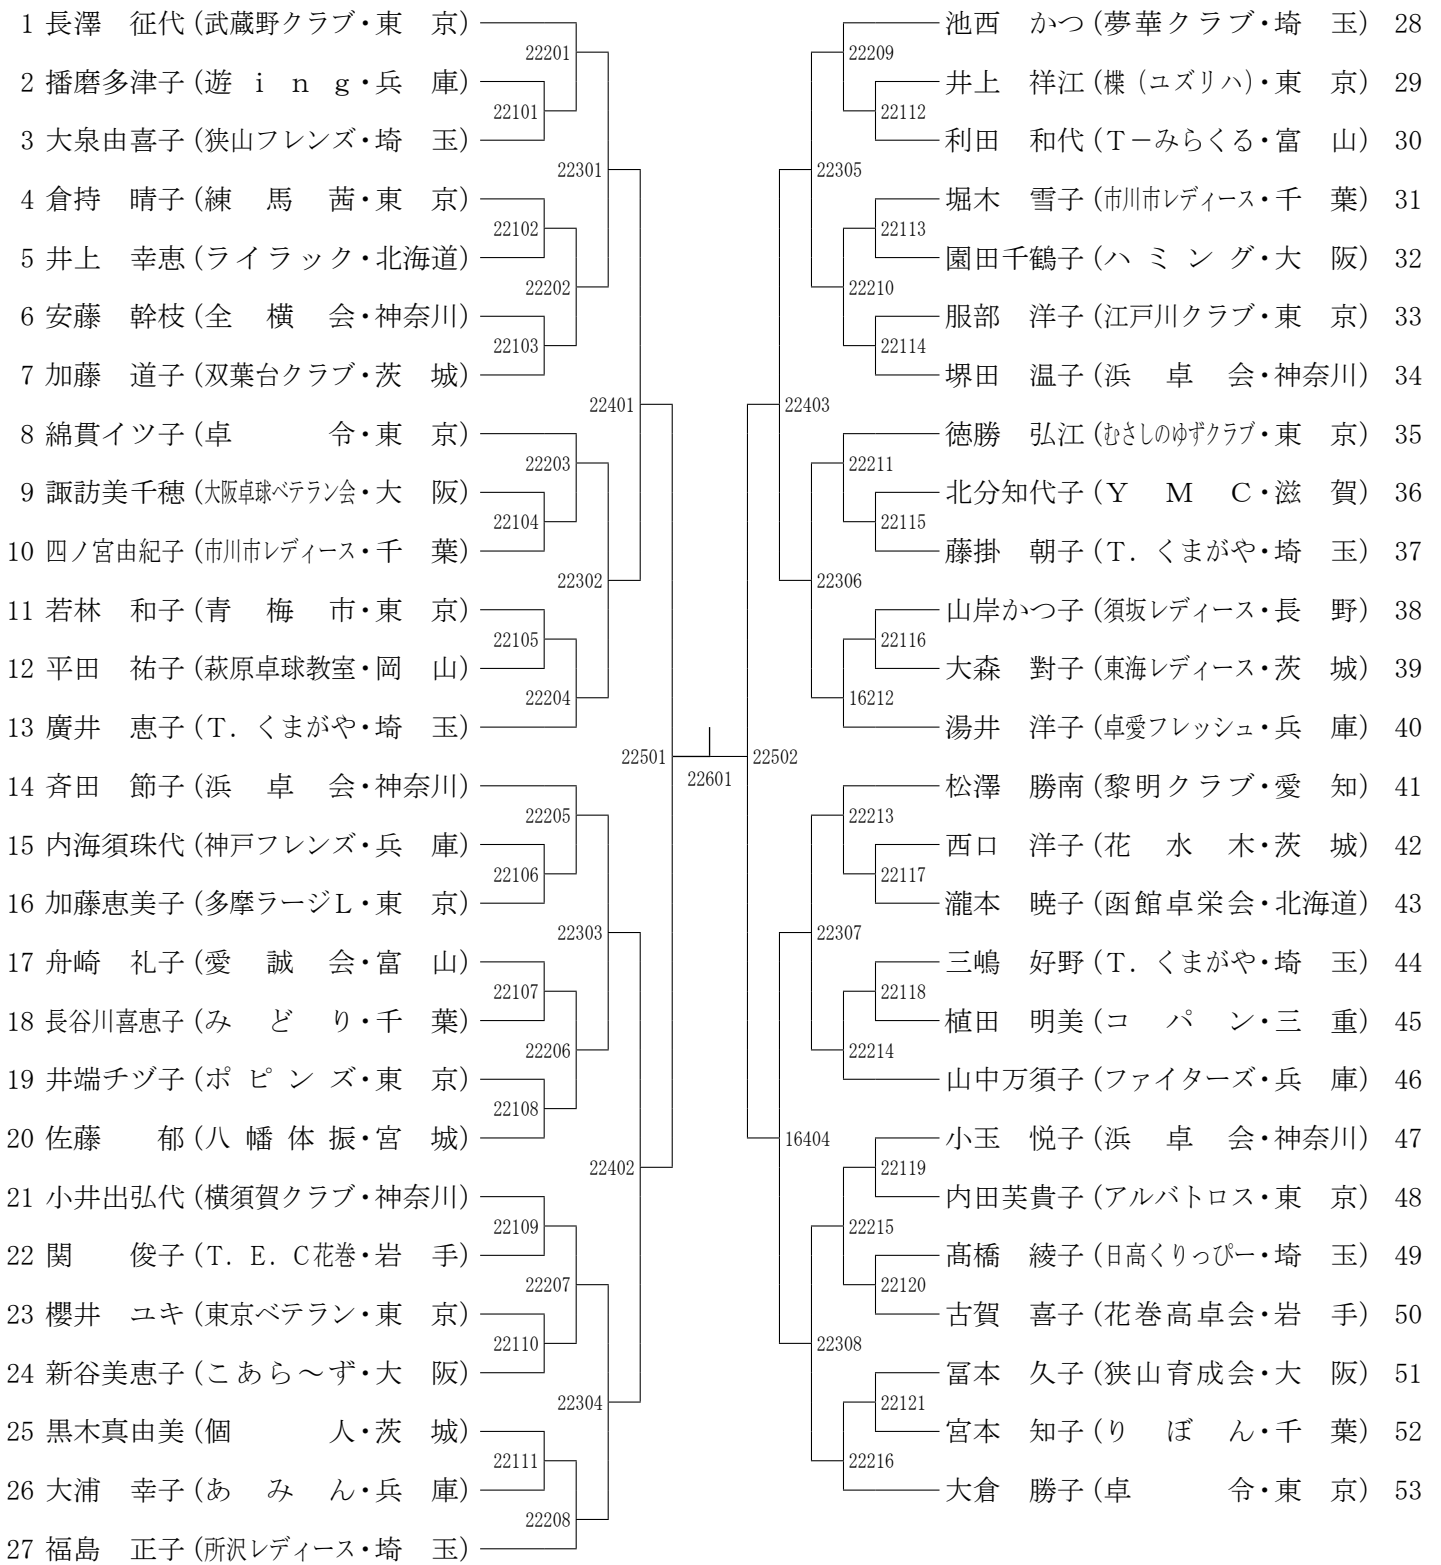 1 長澤 征代 (武蔵野クラブ・東 京)
2 播磨多津子 (遊 i n g・兵 庫)
3 大泉由喜子 (狭山フレンズ・埼 玉)
4 倉持 晴子 (練 馬 茜・東 京)
5 井上 幸恵 (ライラック・北海道)
6 安藤 幹枝 (全 横 会・神奈川)
7 加藤 道子 (双葉台クラブ・茨 城)
8 綿貫イツ子 (卓 令・東 京)
9 諏訪美千穂 (大阪卓球ベテラン会・大 阪)
10 四ノ宮由紀子 (市川市レディース・千 葉)
11 若林 和子 (青 梅 市・東 京)
12 平田 祐子 (萩原卓球教室・岡 山)
13 廣井 恵子 (T. くまがや・埼 玉)
14 斉田 節子 (浜 卓 会・神奈川)
15 内海須珠代 (神戸フレンズ・兵 庫)
16 加藤恵美子 (多摩ラージL・東 京)
17 舟崎 礼子 (愛 誠 会・富 山)
18 長谷川喜恵子 (み ど り・千 葉)
19 井端チヅ子 (ポ ピ ン ズ・東 京)
20 佐藤 郁 (八 幡 体 振・宮 城)
21 小井出弘代 (横須賀クラブ・神奈川)
22 関 俊子 (T. E. C花巻・岩 手)
23 櫻井 ユキ (東京ベテラン・東 京)
24 新谷美恵子 (こあら～ず・大 阪)
25 黒木真由美 (個 人・茨 城)
26 大浦 幸子 (あ み ん・兵 庫)
27 福島 正子 (所沢レディース・埼 玉)
22101
22102
22103
22104
22105
22106
22107
22108
22109
22110
22111
22201
22202
22203
22204
22205
22206
22207
22208
22301
22302
22303
22304
22401
22402
22501
22601
22502
22403
16404
22305
22306
22307
22308
22209
22210
22211
16212
22213
22214
22215
22216
22112
22113
22114
22115
22116
22117
22118
22119
22120
22121
池西 かつ (夢華クラブ・埼 玉) 28
井上 祥江 (楪 (ユズリハ)・東 京) 29
利田 和代 (T－みらくる・富 山) 30
堀木 雪子 (市川市レディース・千 葉) 31
園田千鶴子 (ハ ミ ン グ・大 阪) 32
服部 洋子 (江戸川クラブ・東 京) 33
堺田 温子 (浜 卓 会・神奈川) 34
徳勝 弘江 (むさしのゆずクラブ・東 京) 35
北分知代子 (Y M C・滋 賀) 36
藤掛 朝子 (T. くまがや・埼 玉) 37
山岸かつ子 (須坂レディース・長 野) 38
大森 對子 (東海レディース・茨 城) 39
湯井 洋子 (卓愛フレッシュ・兵 庫) 40
松澤 勝南 (黎明クラブ・愛 知) 41
西口 洋子 (花 水 木・茨 城) 42
瀧本 暁子 (函館卓栄会・北海道) 43
三嶋 好野 (T. くまがや・埼 玉) 44
植田 明美 (コ パ ン・三 重) 45
山中万須子 (ファイターズ・兵 庫) 46
小玉 悦子 (浜 卓 会・神奈川) 47
内田芙貴子 (アルバトロス・東 京) 48
髙橋 綾子 (日高くりっぴー・埼 玉) 49
古賀 喜子 (花巻高卓会・岩 手) 50
冨本 久子 (狭山育成会・大 阪) 51
宮本 知子 (り ぼ ん・千 葉) 52
大倉 勝子 (卓 令・東 京) 53